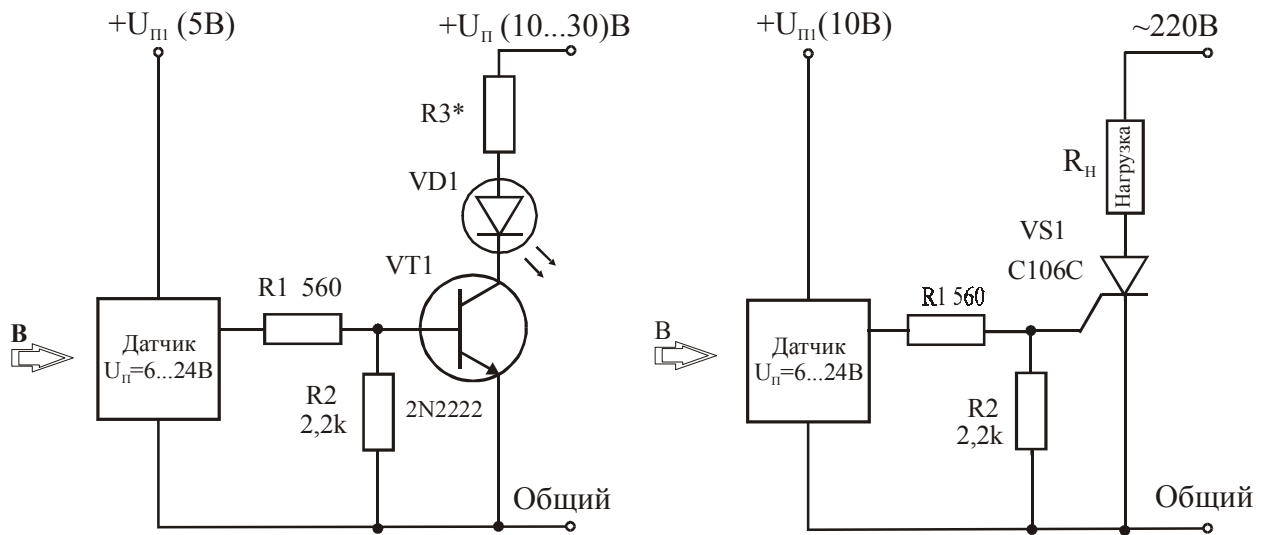 +Uп1 (5В)
+Uп (10...30)В
R3*
VD1
VT1
R1 560
B
Датчик
Uп=6...24В
R2
2,2k
2N2222
Общий
+Uп1(10В)
~220В
Rн
Нагрузка
VS1
C106C
R1 560
B
Датчик
Uп=6...24В
R2
2,2k
Общий